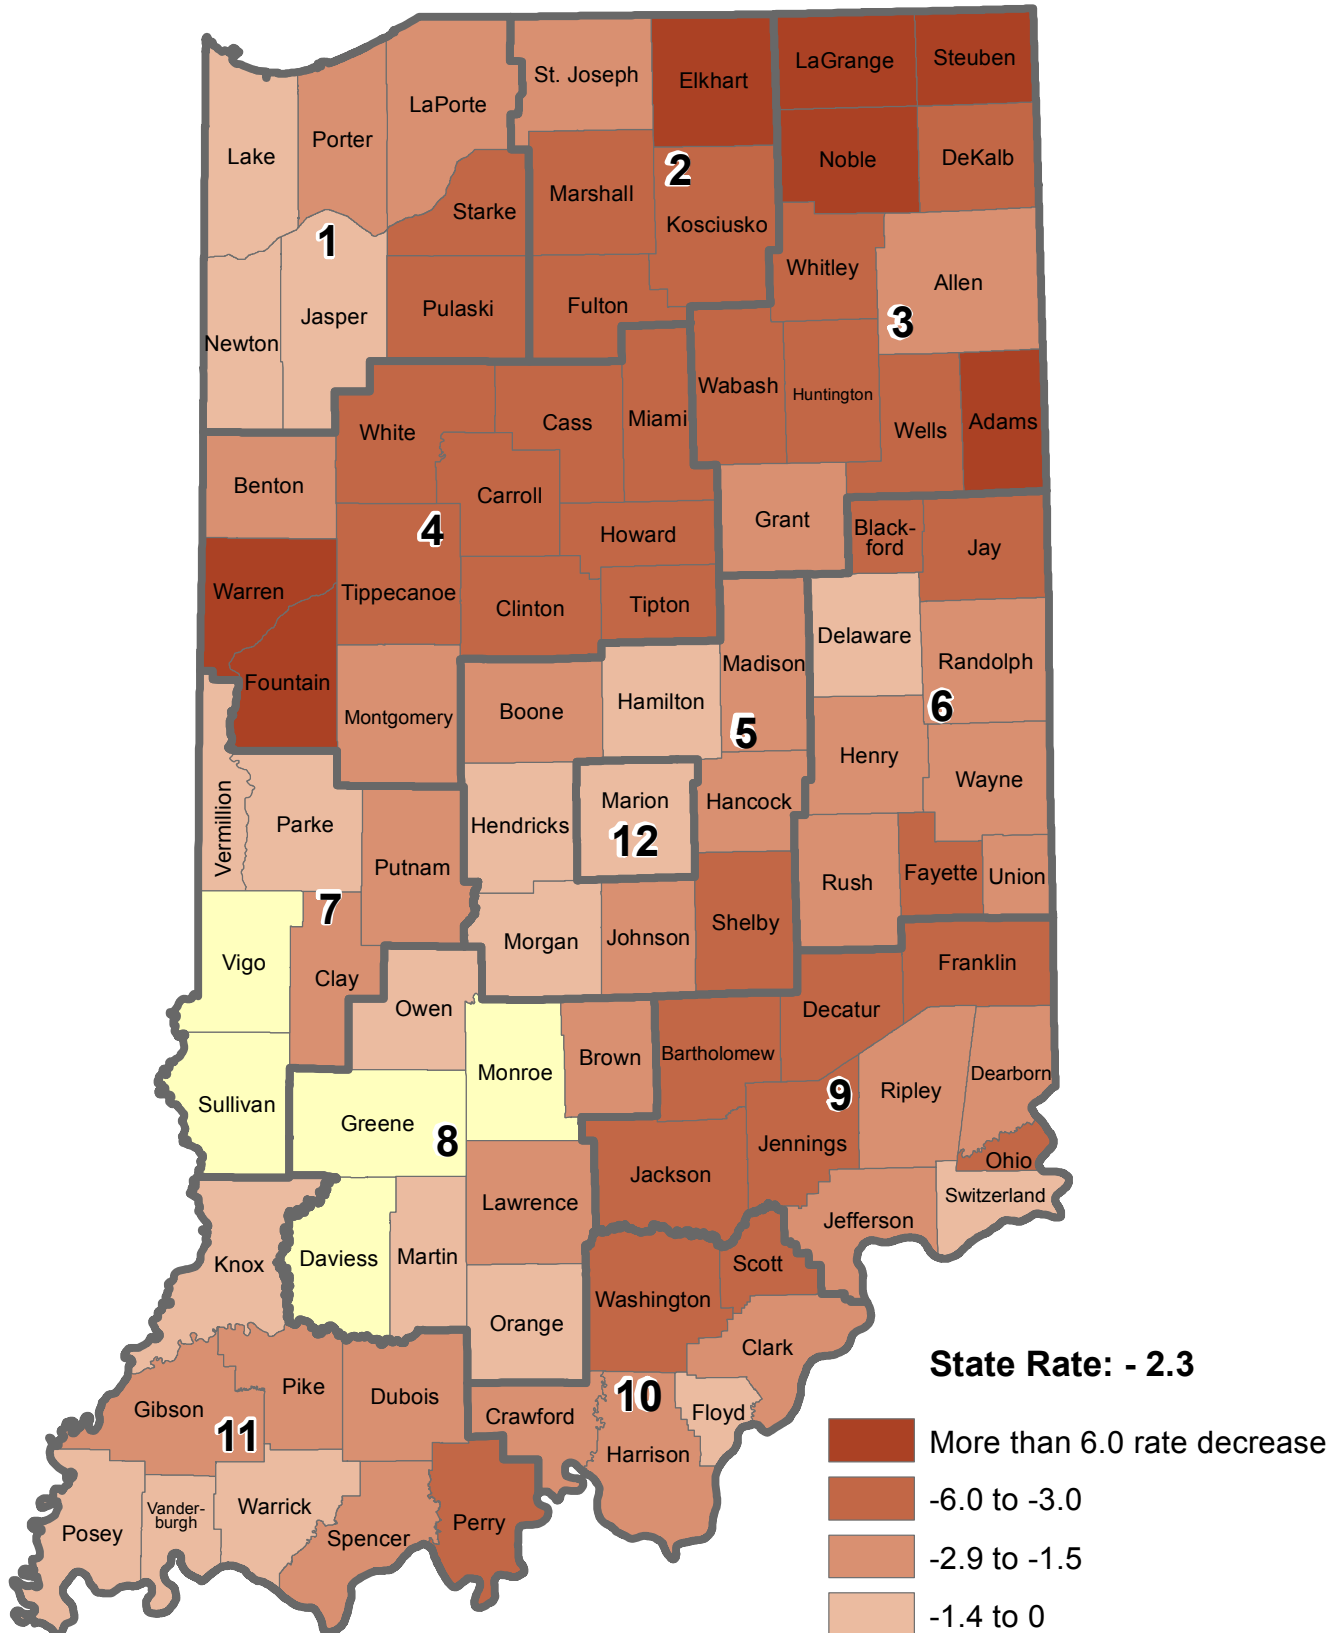 LaGrange
Steuben
St. Joseph
Elkhart
LaPorte
Porter
Lake
Noble
DeKalb
2
Marshall
Starke
Kosciusko
1
Whitley
Allen
Jasper
Pulaski
Fulton
3
Newton
Wabash
Huntington
Miami
Cass
White
Wells
Adams
Benton
Carroll
4
Howard
Grant
Black-
ford
Jay
Warren
Tippecanoe
Clinton
Tipton
Delaware
Madison
Randolph
Fountain
Montgomery
Boone
Hamilton
5
6
Henry
Wayne
Vermillion
Parke
Hendricks
Marion
12
Hancock
Putnam
Rush
Fayette
Union
7
Morgan
Johnson
Shelby
Vigo
Clay
Franklin
Owen
Decatur
Monroe
Brown
Bartholomew
Dearborn
Sullivan
Greene
8
9
Ripley
Jennings
Jackson
Ohio
Lawrence
Switzerland
Jefferson
Knox
Daviess
Martin
Scott
Washington
Orange
Clark
State Rate: - 2.3
Pike
Dubois
10
Gibson
11
Crawford
Floyd
Harrison
More than 6.0 rate decrease
-6.0 to -3.0
Posey
Vander-
burgh
Warrick
Spencer
Perry
-2.9 to -1.5
-1.4 to 0